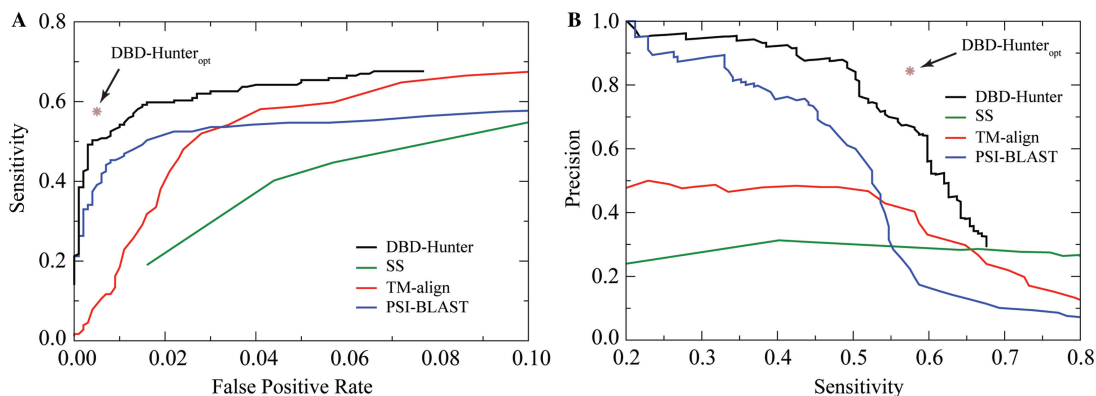 A
0.8
0.6
0.4
0.2
0.0
Sensitivity
DBD-Hunter_opt
DBD-Hunter
SS
TM-align
PSI-BLAST
0.00 0.02 0.04 0.06 0.08 0.10
False Positive Rate
B
1.0
0.8
0.6
0.4
0.2
0.0
Precision
DBD-Hunter_opt
DBD-Hunter
SS
TM-align
PSI-BLAST
0.2 0.3 0.4 0.5 0.6 0.7 0.8
Sensitivity